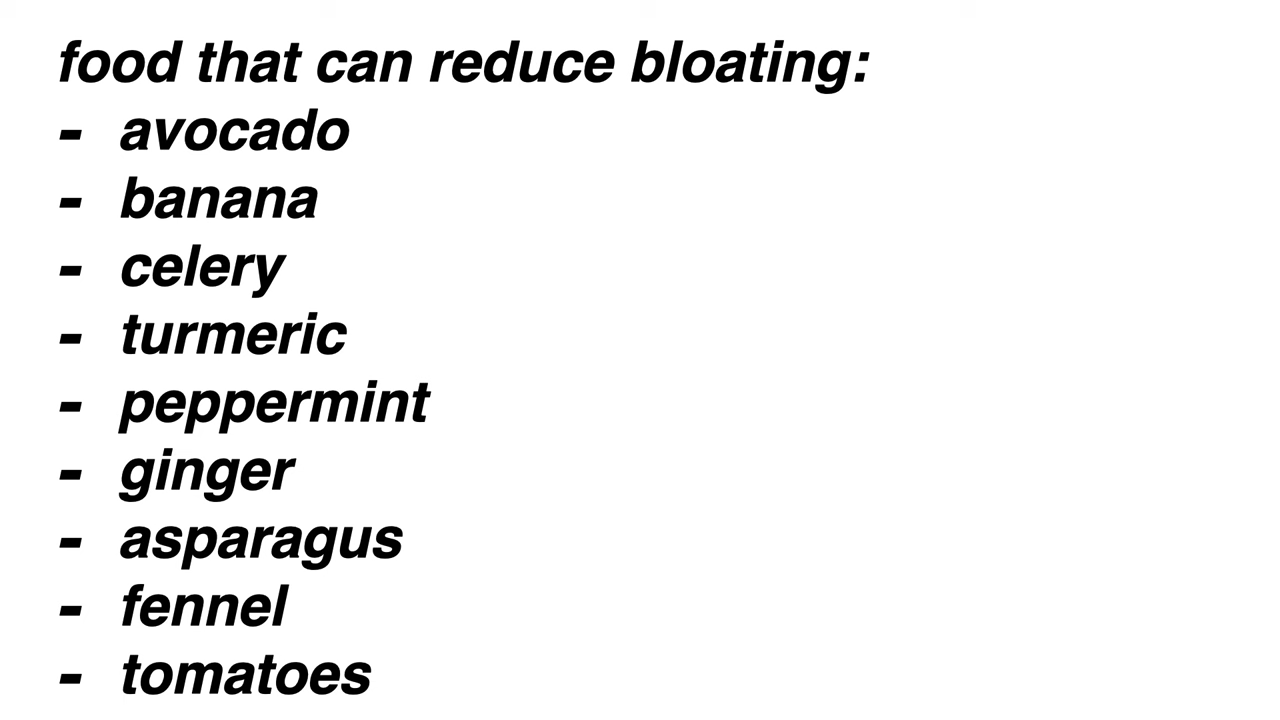 food that can reduce bloating:
- avocado
- banana
- celery
- turmeric
- peppermint
- ginger
- asparagus
- fennel
- tomatoes